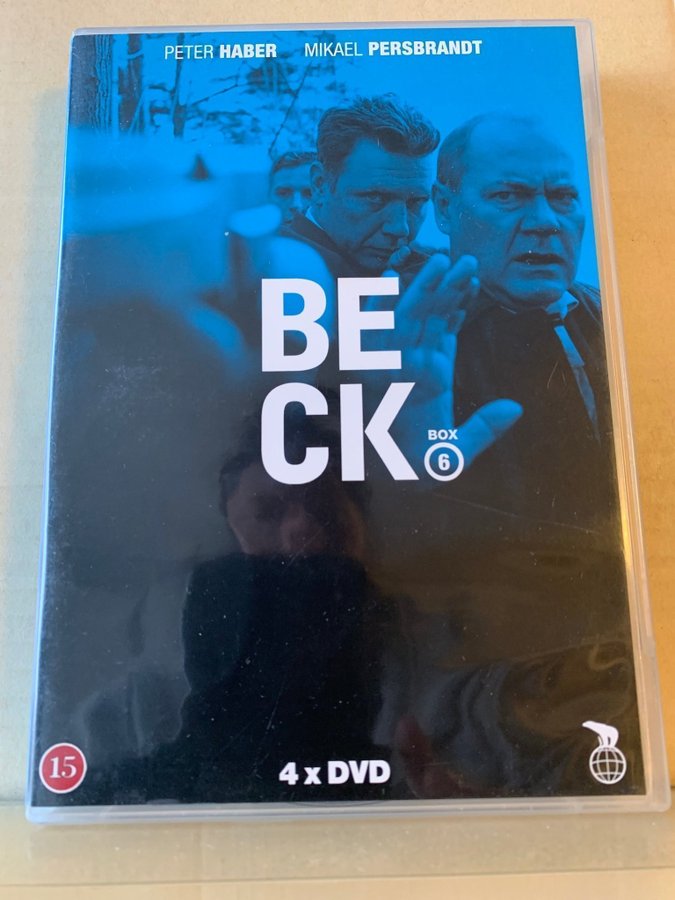 PETER HABER MIKAEL PERSBRANDT
BE
CK
BOX
6
15
4 x DVD